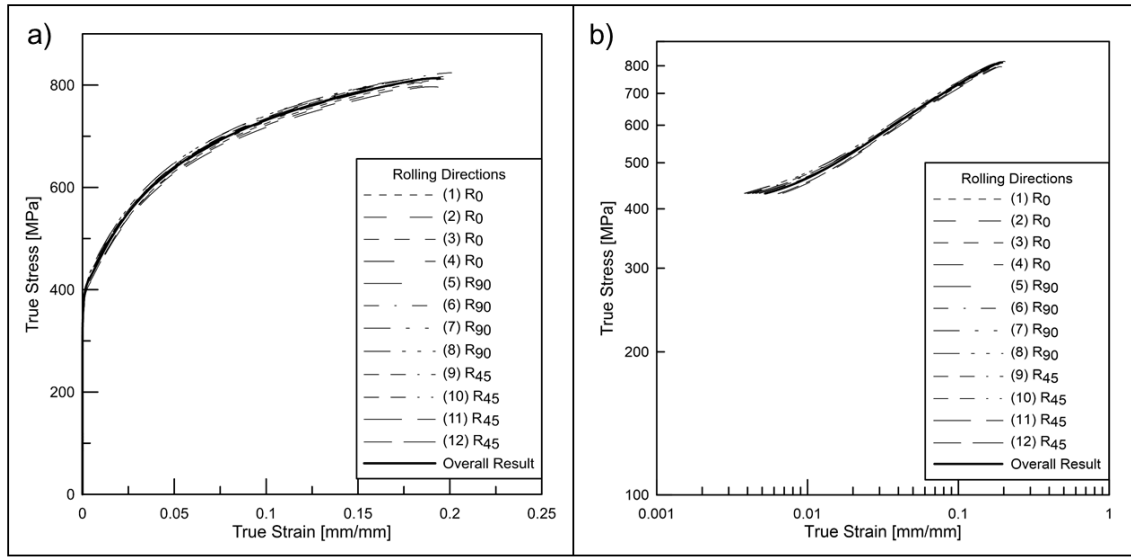 a)
True Stress [MPa]
800
600
400
200
0
0
0.05
0.1
0.15
0.2
0.25
True Strain [mm/mm]
Rolling Directions
(1) R0
(2) R0
(3) R0
(4) R0
(5) R90
(6) R90
(7) R90
(8) R90
(9) R45
(10) R45
(11) R45
(12) R45
Overall Result
b)
True Stress [MPa]
800
700
600
500
400
300
200
100
0.001
0.01
0.1
1
True Strain [mm/mm]
Rolling Directions
(1) R0
(2) R0
(3) R0
(4) R0
(5) R90
(6) R90
(7) R90
(8) R90
(9) R45
(10) R45
(11) R45
(12) R45
Overall Result